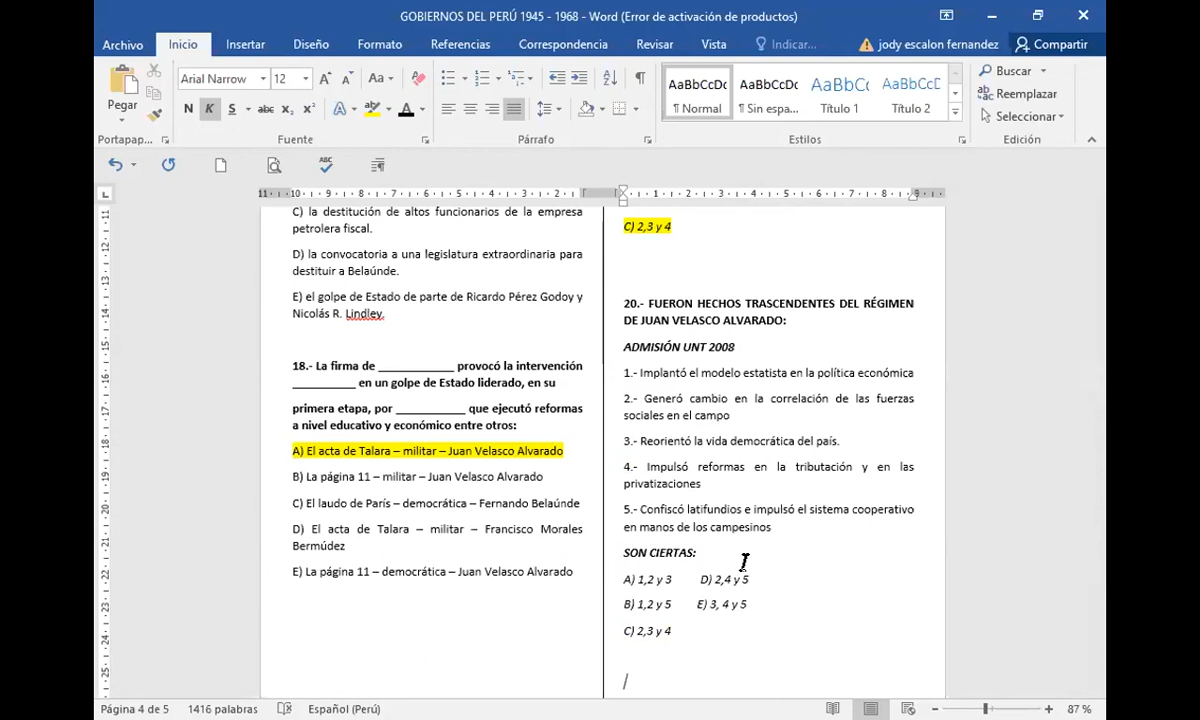 GOBIERNOS DEL PERÚ 1945 - 1968 - Word (Error de activación de productos)
Archivo Inicio Insertar Diseño Formato Referencias Correspondencia Revisar Vista Indicar... jody escalon fernandez Compartir
Pegar
Arial Narrow 12 Aa
N K S abc x₂ x² A A
AaBbCcDc AaBbCcDc AaBbCc AaBbCcD
¶ Normal ¶ Sin espa... Título 1 Título 2
Buscar
Reemplazar
Seleccionar
Portapap... Fuente Párrafo Estilos Edición
C) la destitución de altos funcionarios de la empresa
petrolera fiscal.
D) la convocatoria a una legislatura extraordinaria para
destituir a Belaúnde.
E) el golpe de Estado de parte de Ricardo Pérez Godoy y
Nicolás R. Lindley.
18.- La firma de ____________ provocó la intervención
__________ en un golpe de Estado liderado, en su
primera etapa, por ___________ que ejecutó reformas
a nivel educativo y económico entre otros:
A) El acta de Talara – militar – Juan Velasco Alvarado
B) La página 11 – militar – Juan Velasco Alvarado
C) El laudo de París – democrática – Fernando Belaúnde
D) El acta de Talara – militar – Francisco Morales
Bermúdez
E) La página 11 – democrática – Juan Velasco Alvarado
C) 2,3 y 4
20.- FUERON HECHOS TRASCENDENTES DEL RÉGIMEN
DE JUAN VELASCO ALVARADO:
ADMISIÓN UNT 2008
1.- Implantó el modelo estatista en la política económica
2.- Generó cambio en la correlación de las fuerzas
sociales en el campo
3.- Reorientó la vida democrática del país.
4.- Impulsó reformas en la tributación y en las
privatizaciones
5.- Confiscó latifundios e impulsó el sistema cooperativo
en manos de los campesinos
SON CIERTAS:
A) 1,2 y 3 D) 2,4 y 5
B) 1,2 y 5 E) 3, 4 y 5
C) 2,3 y 4
Página 4 de 5 1416 palabras Español (Perú) 87 %